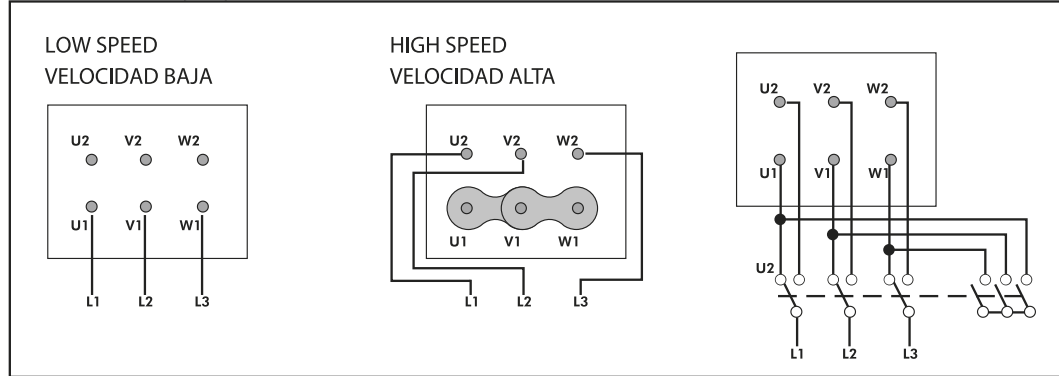 LOW SPEED
VELOCIDAD BAJA
U2 V2 W2
U1 V1 W1
L1 L2 L3
HIGH SPEED
VELOCIDAD ALTA
U2 V2 W2
U1 V1 W1
L1 L2 L3
U2 V2 W2
U1 V1 W1
U2
L1 L2 L3